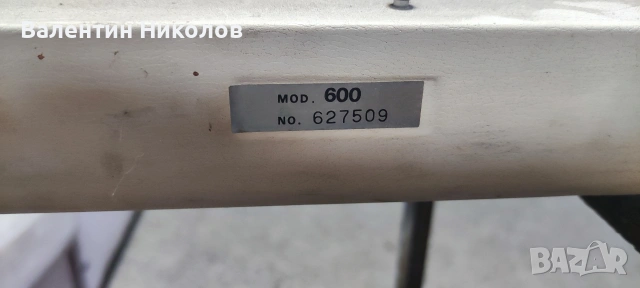 Валентин Николов
MOD. 600
NO. 627509
BAZAR